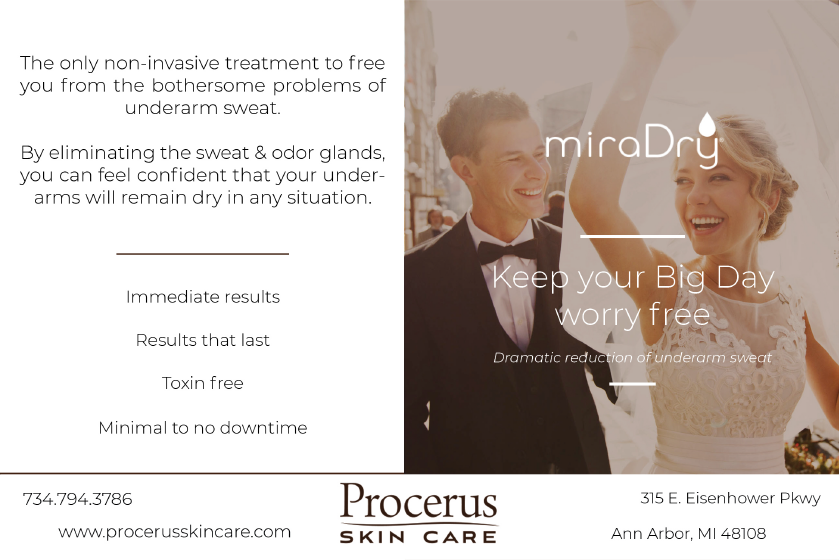 The only non-invasive treatment to free
you from the bothersome problems of
underarm sweat.
By eliminating the sweat & odor glands,
you can feel confident that your under-
arms will remain dry in any situation.
Immediate results
Results that last
Toxin free
Minimal to no downtime
miraDry
Keep your Big Day
worry free
Dramatic reduction of underarm sweat
734.794.3786
www.procerusskincare.com
Procerus
SKIN CARE
315 E. Eisenhower Pkwy
Ann Arbor, MI 48108